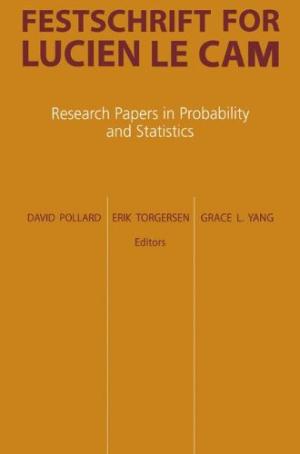 FESTSCHRIFT FOR
LUCIEN LE CAM
Research Papers in Probability
and Statistics
DAVID POLLARD
ERIK TORGERSEN
GRACE L. YANG
Editors